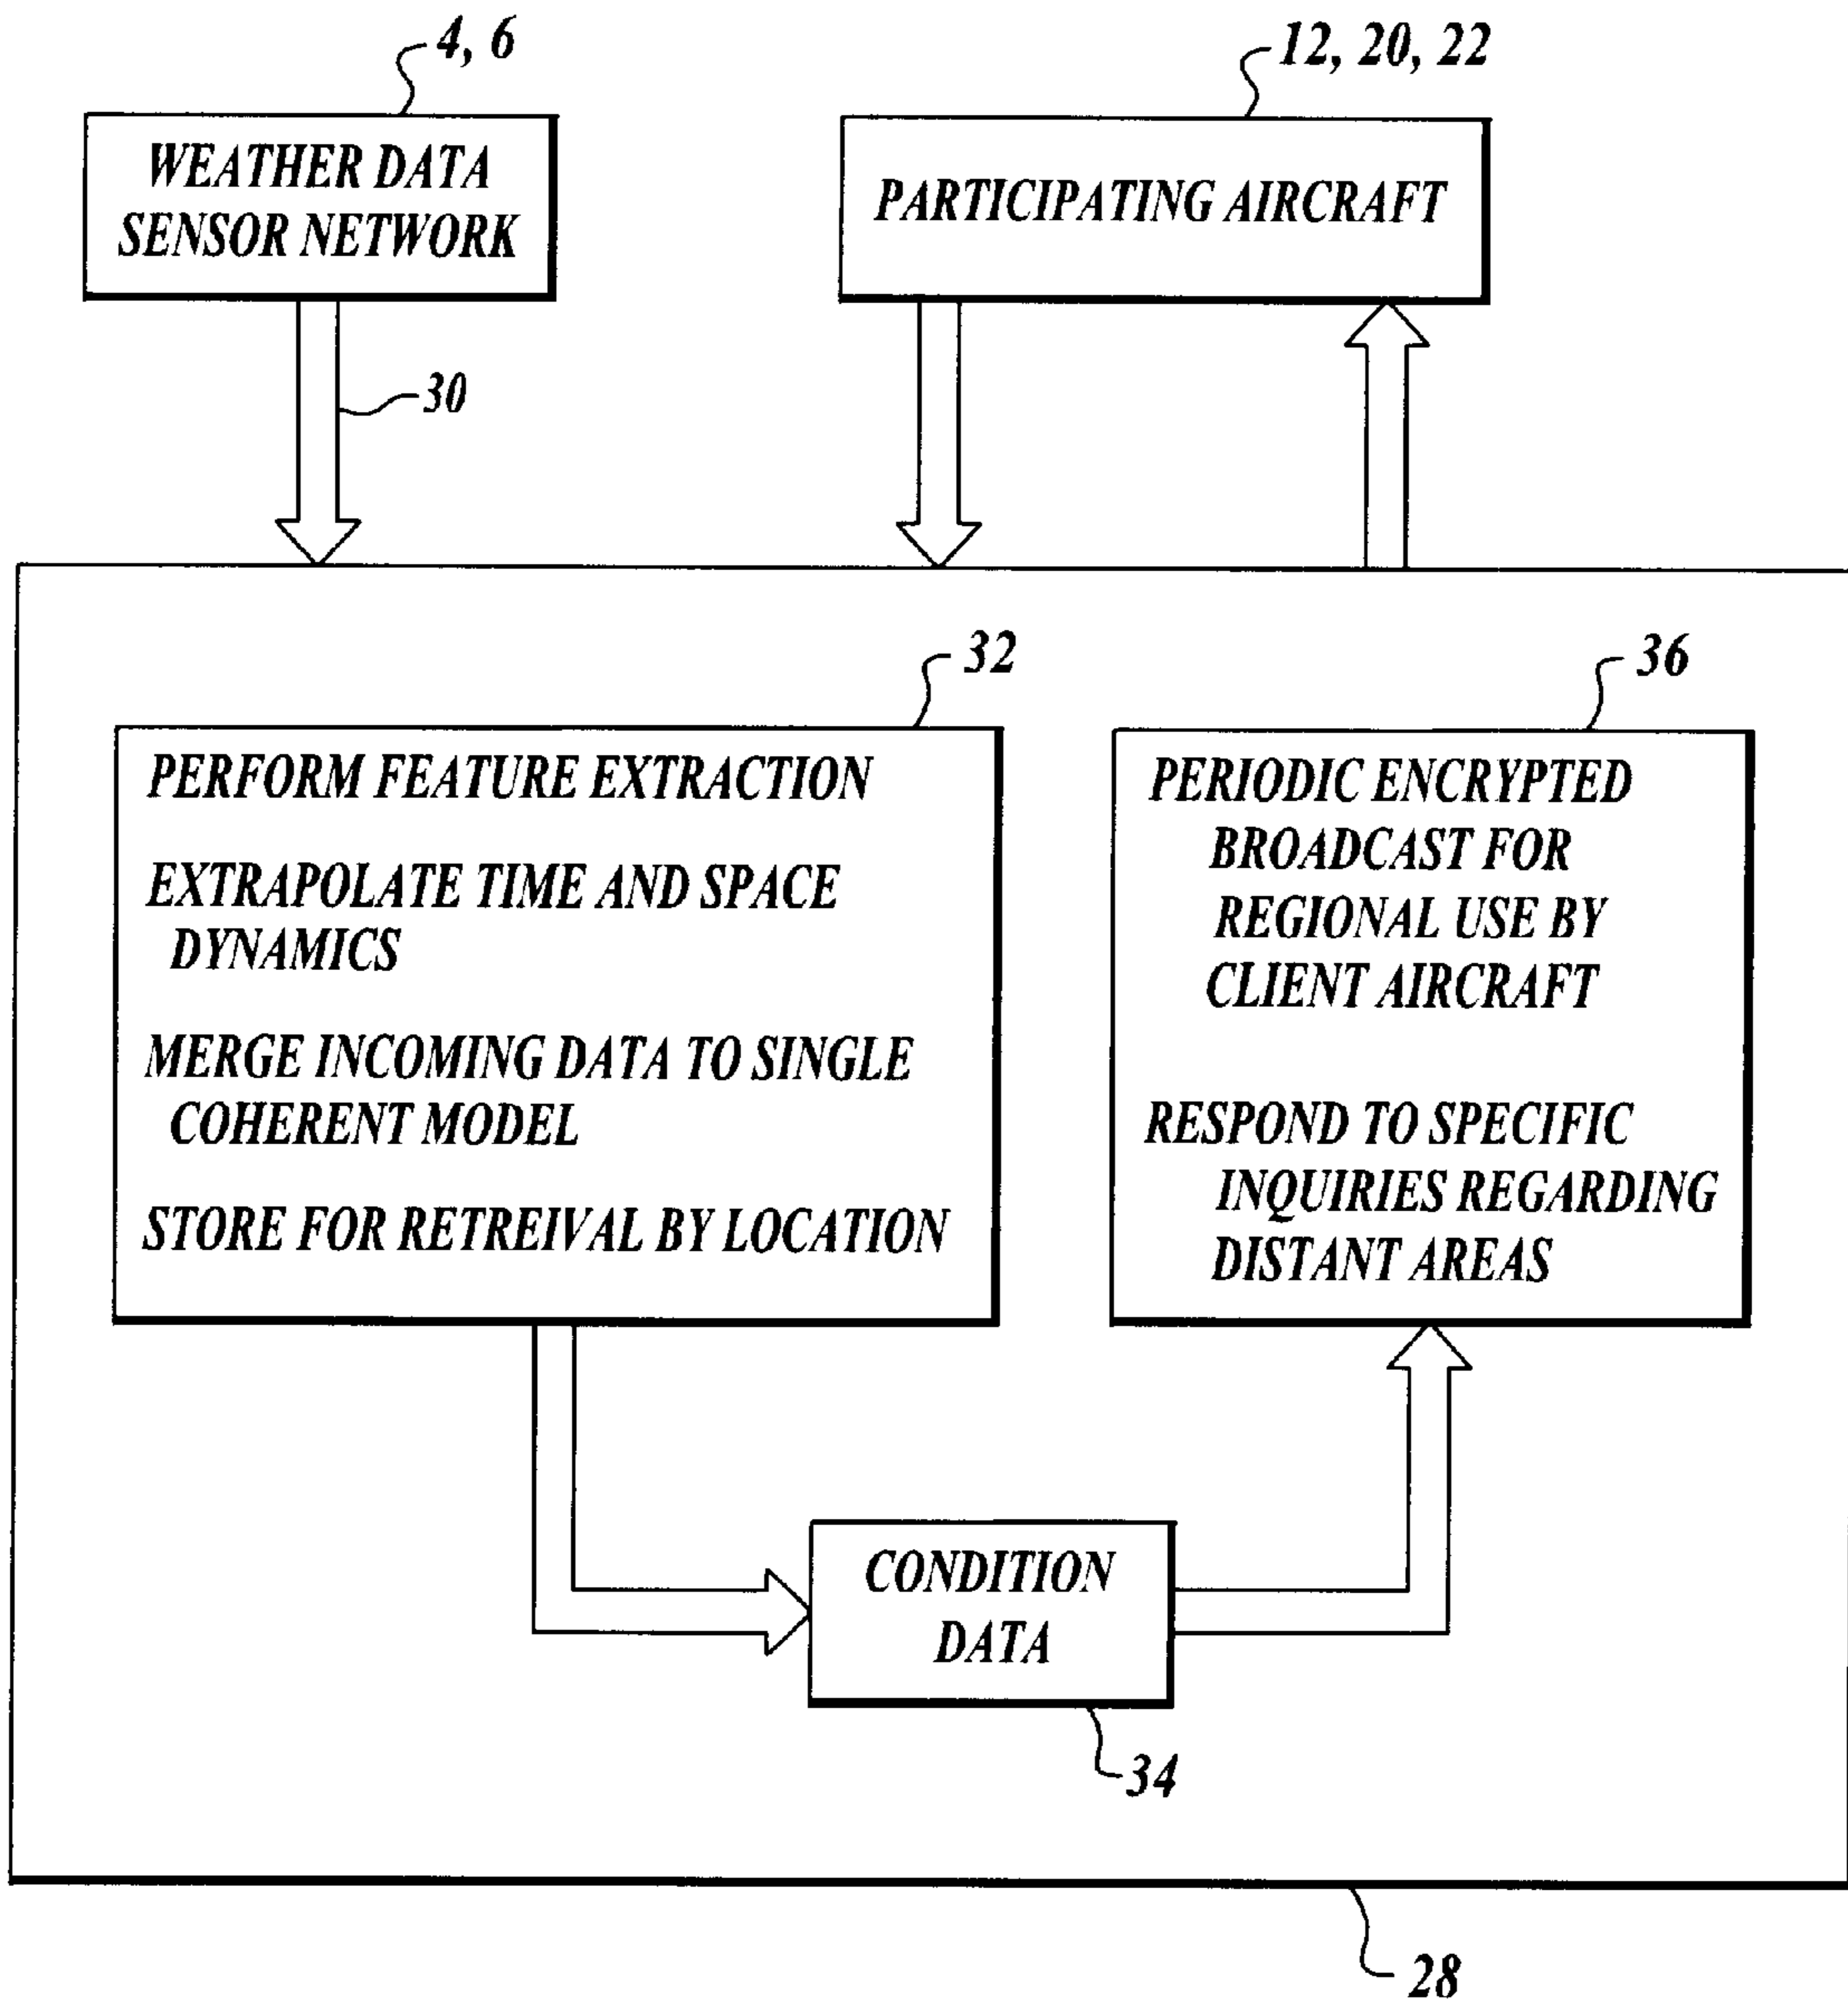 4, 6
12, 20, 22
WEATHER DATA
SENSOR NETWORK
PARTICIPATING AIRCRAFT
30
32
36
PERFORM FEATURE EXTRACTION
EXTRAPOLATE TIME AND SPACE
DYNAMICS
MERGE INCOMING DATA TO SINGLE
COHERENT MODEL
STORE FOR RETREIVAL BY LOCATION
PERIODIC ENCRYPTED
BROADCAST FOR
REGIONAL USE BY
CLIENT AIRCRAFT
RESPOND TO SPECIFIC
INQUIRIES REGARDING
DISTANT AREAS
CONDITION
DATA
34
28